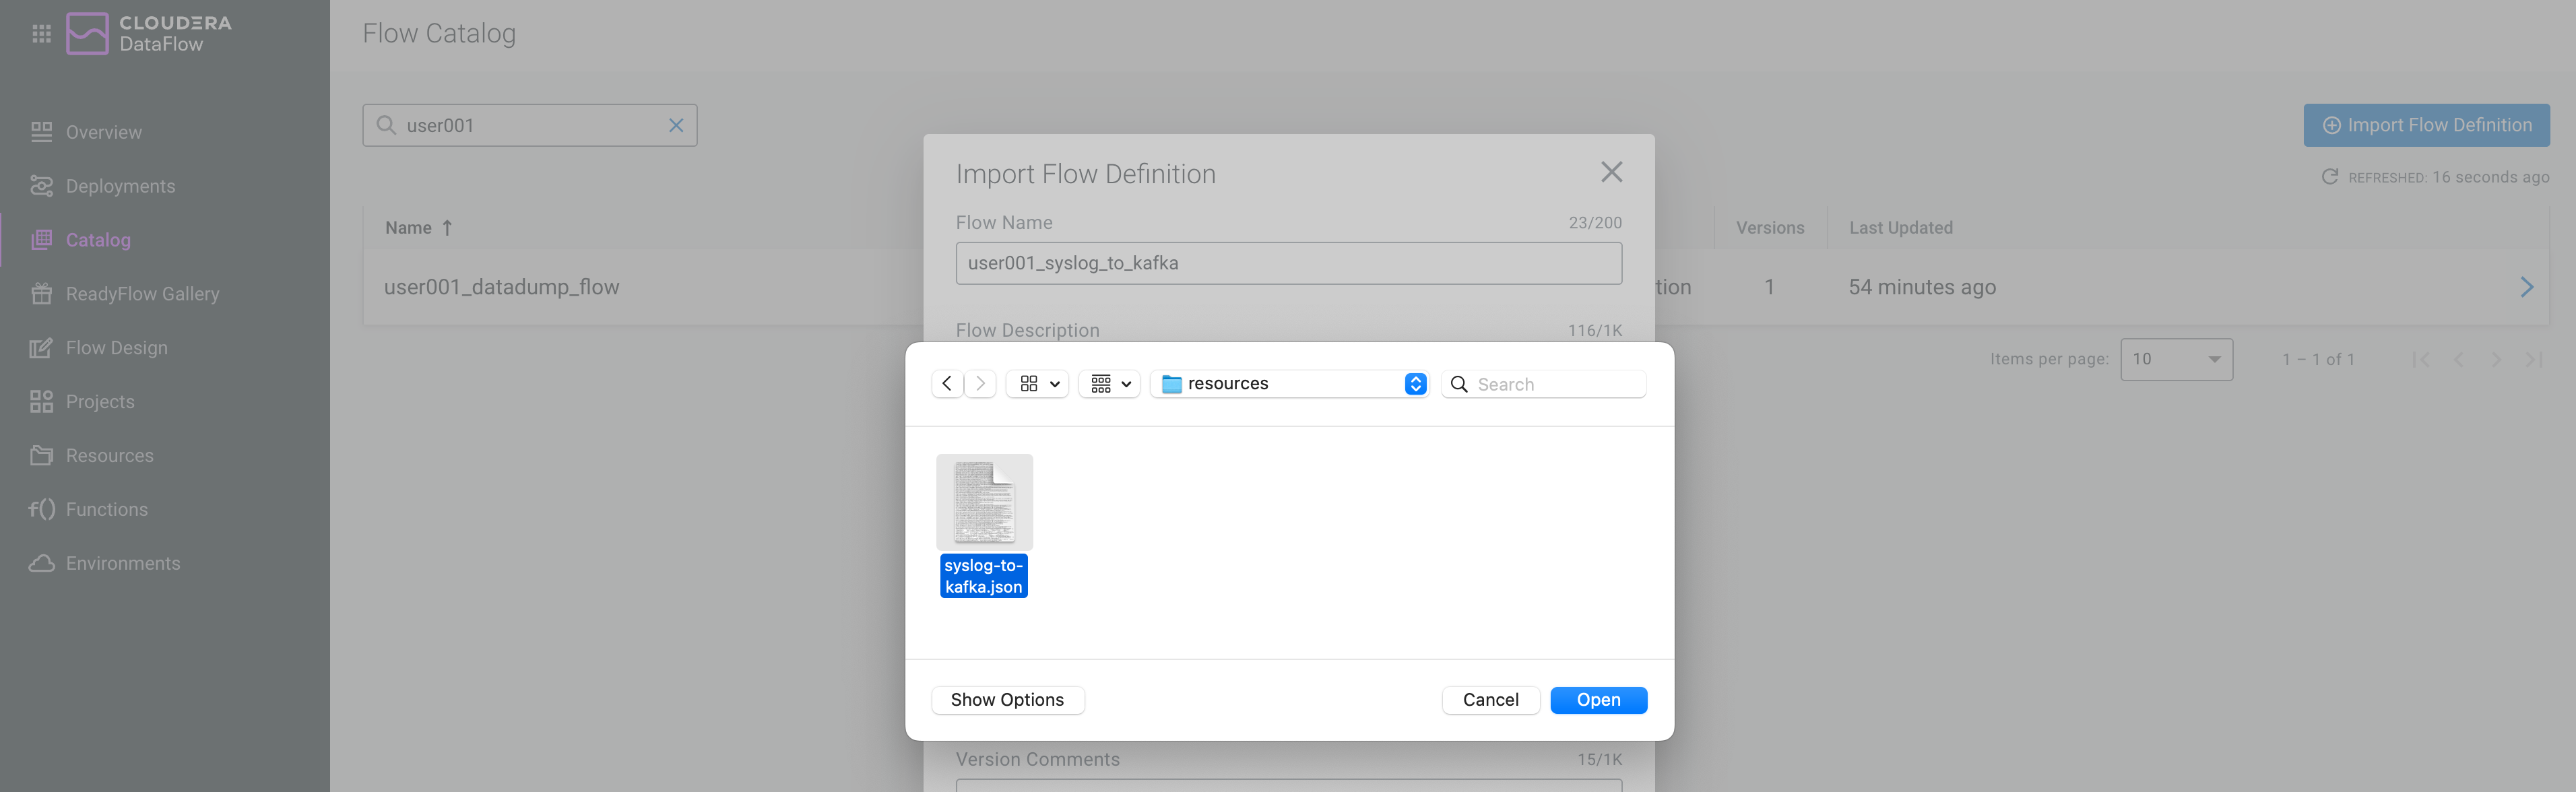 CLOUDERA
DataFlow
Flow Catalog
Overview
Deployments
Catalog
ReadyFlow Gallery
Flow Design
Projects
Resources
f() Functions
Environments
user001
Import Flow Definition
REFRESHED: 16 seconds ago
Name ↑
Versions
Last Updated
user001_datadump_flow
tion
1
54 minutes ago
Items per page: 10
1 – 1 of 1
Import Flow Definition
Flow Name
23/200
user001_syslog_to_kafka
Flow Description
116/1K
resources
Search
syslog-to-
kafka.json
Show Options
Cancel
Open
Version Comments
15/1K